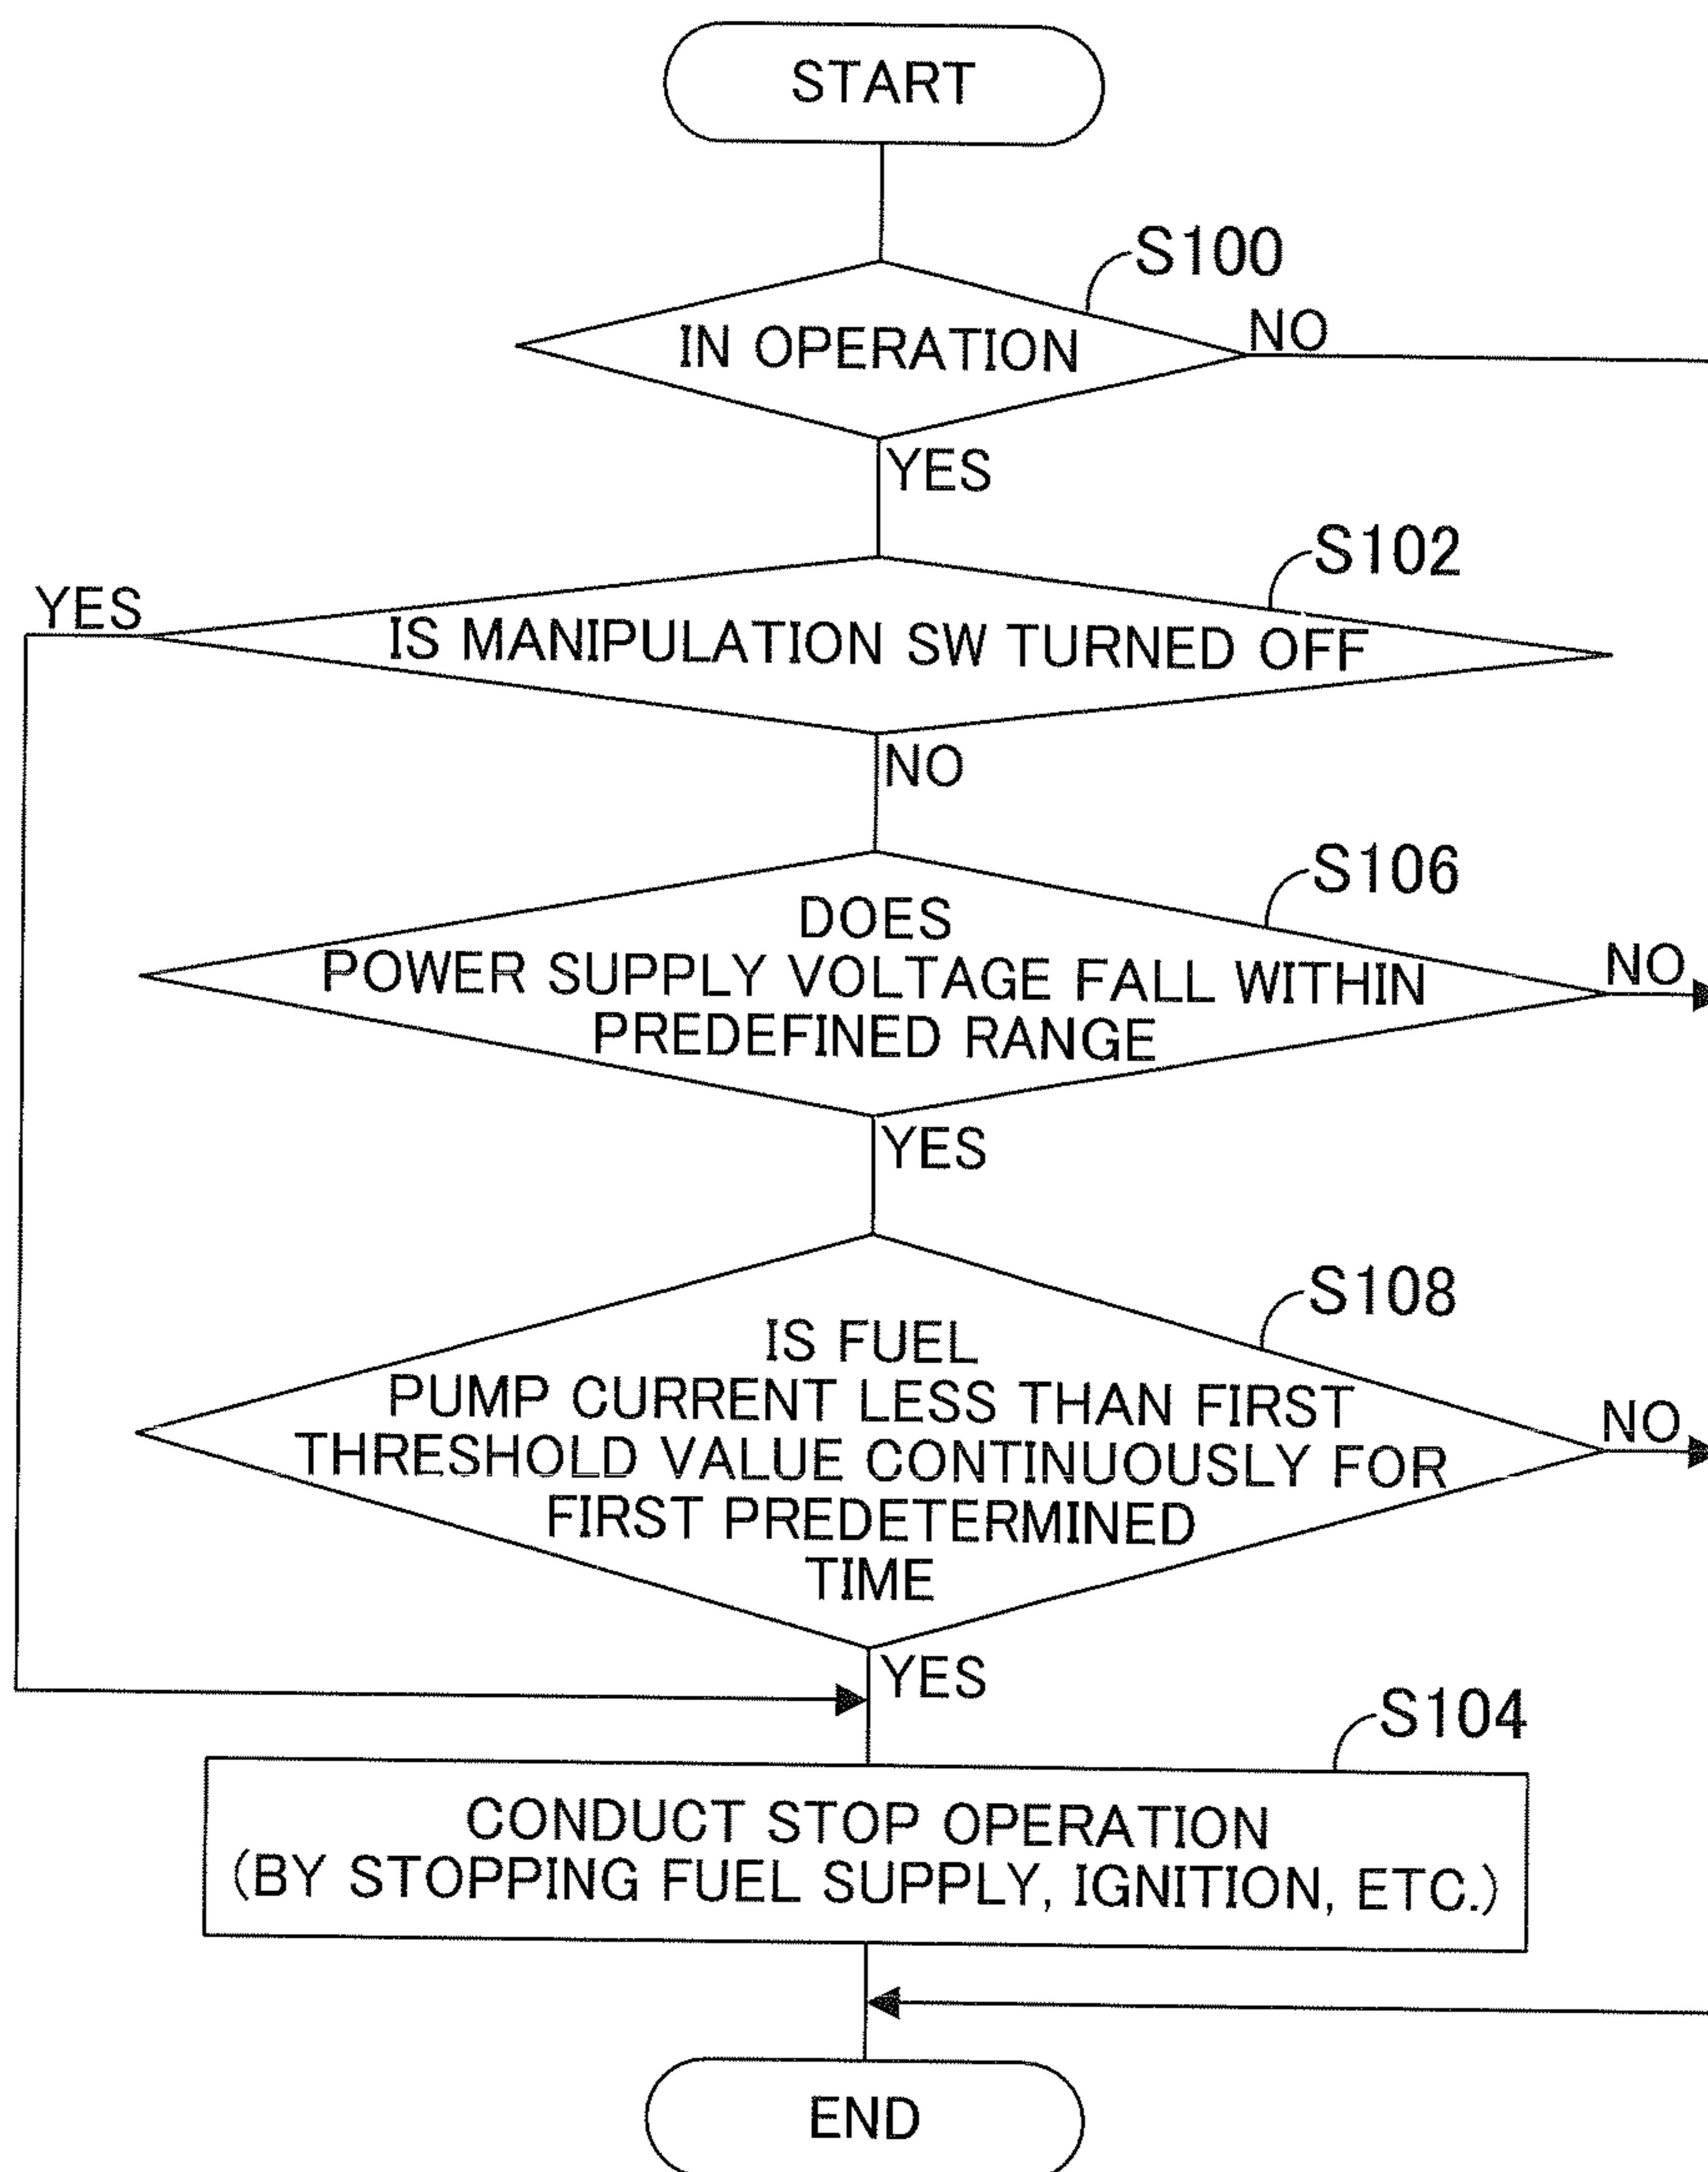 START
S100
IN OPERATION
NO
YES
S102
YES
IS MANIPULATION SW TURNED OFF
NO
S106
DOES
POWER SUPPLY VOLTAGE FALL WITHIN
PREDEFINED RANGE
NO
YES
S108
IS FUEL
PUMP CURRENT LESS THAN FIRST
THRESHOLD VALUE CONTINUOUSLY FOR
FIRST PREDETERMINED
TIME
NO
YES
S104
CONDUCT STOP OPERATION
(BY STOPPING FUEL SUPPLY, IGNITION, ETC.)
END